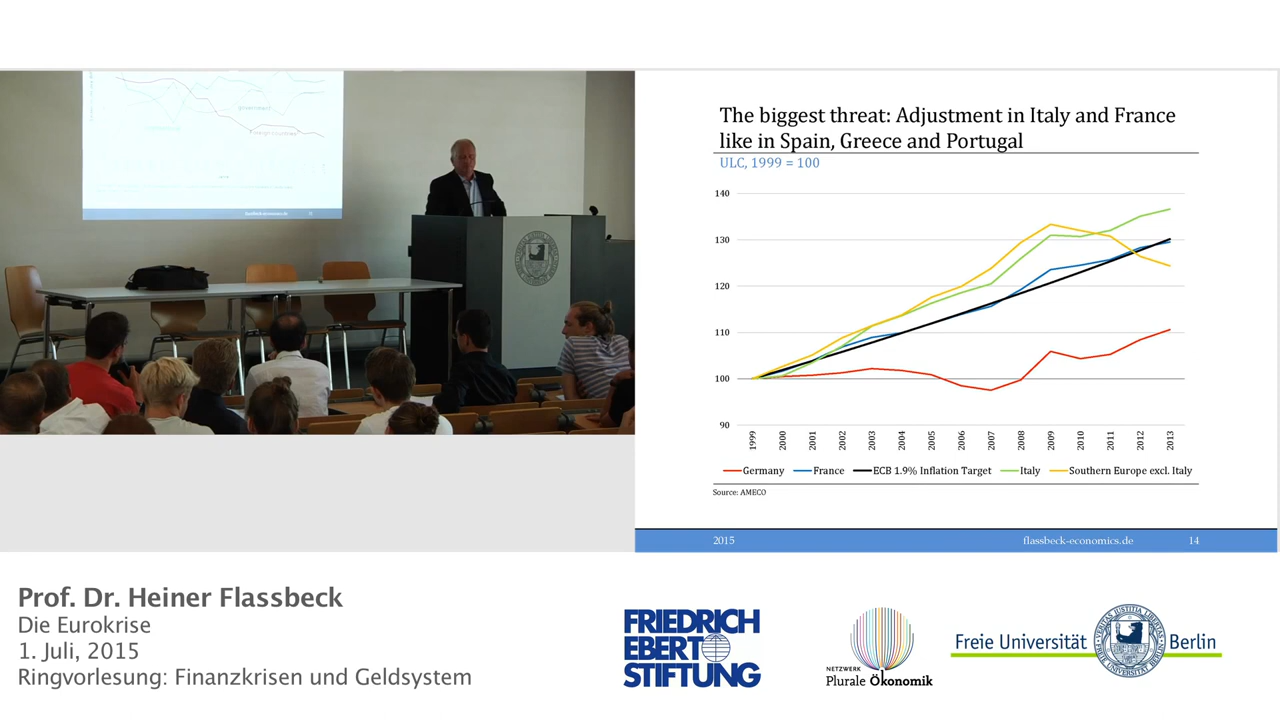 The biggest threat: Adjustment in Italy and France
like in Spain, Greece and Portugal
ULC, 1999 = 100
140
130
120
110
100
90
1999
2000
2001
2002
2003
2004
2005
2006
2007
2008
2009
2010
2011
2012
2013
Germany
France
ECB 1.9% Inflation Target
Italy
Southern Europe excl. Italy
Source: AMECO
2015
flassbeck-economics.de
14
Prof. Dr. Heiner Flassbeck
Die Eurokrise
1. Juli, 2015
Ringvorlesung: Finanzkrisen und Geldsystem
FRIEDRICH
EBERT
STIFTUNG
NETZWERK
Plurale Ökonomik
Freie Universität Berlin